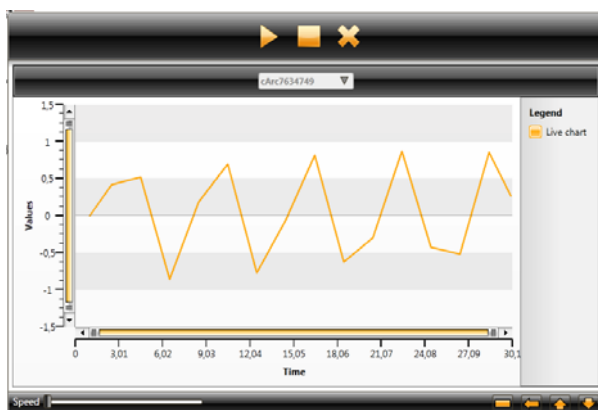 cArc7634749
1,5
1
0,5
0
-0,5
-1
-1,5
Values
0 3,01 6,02 9,03 12,04 15,05 18,06 21,07 24,08 27,09 30,1
Time
Legend
Live chart
Speed